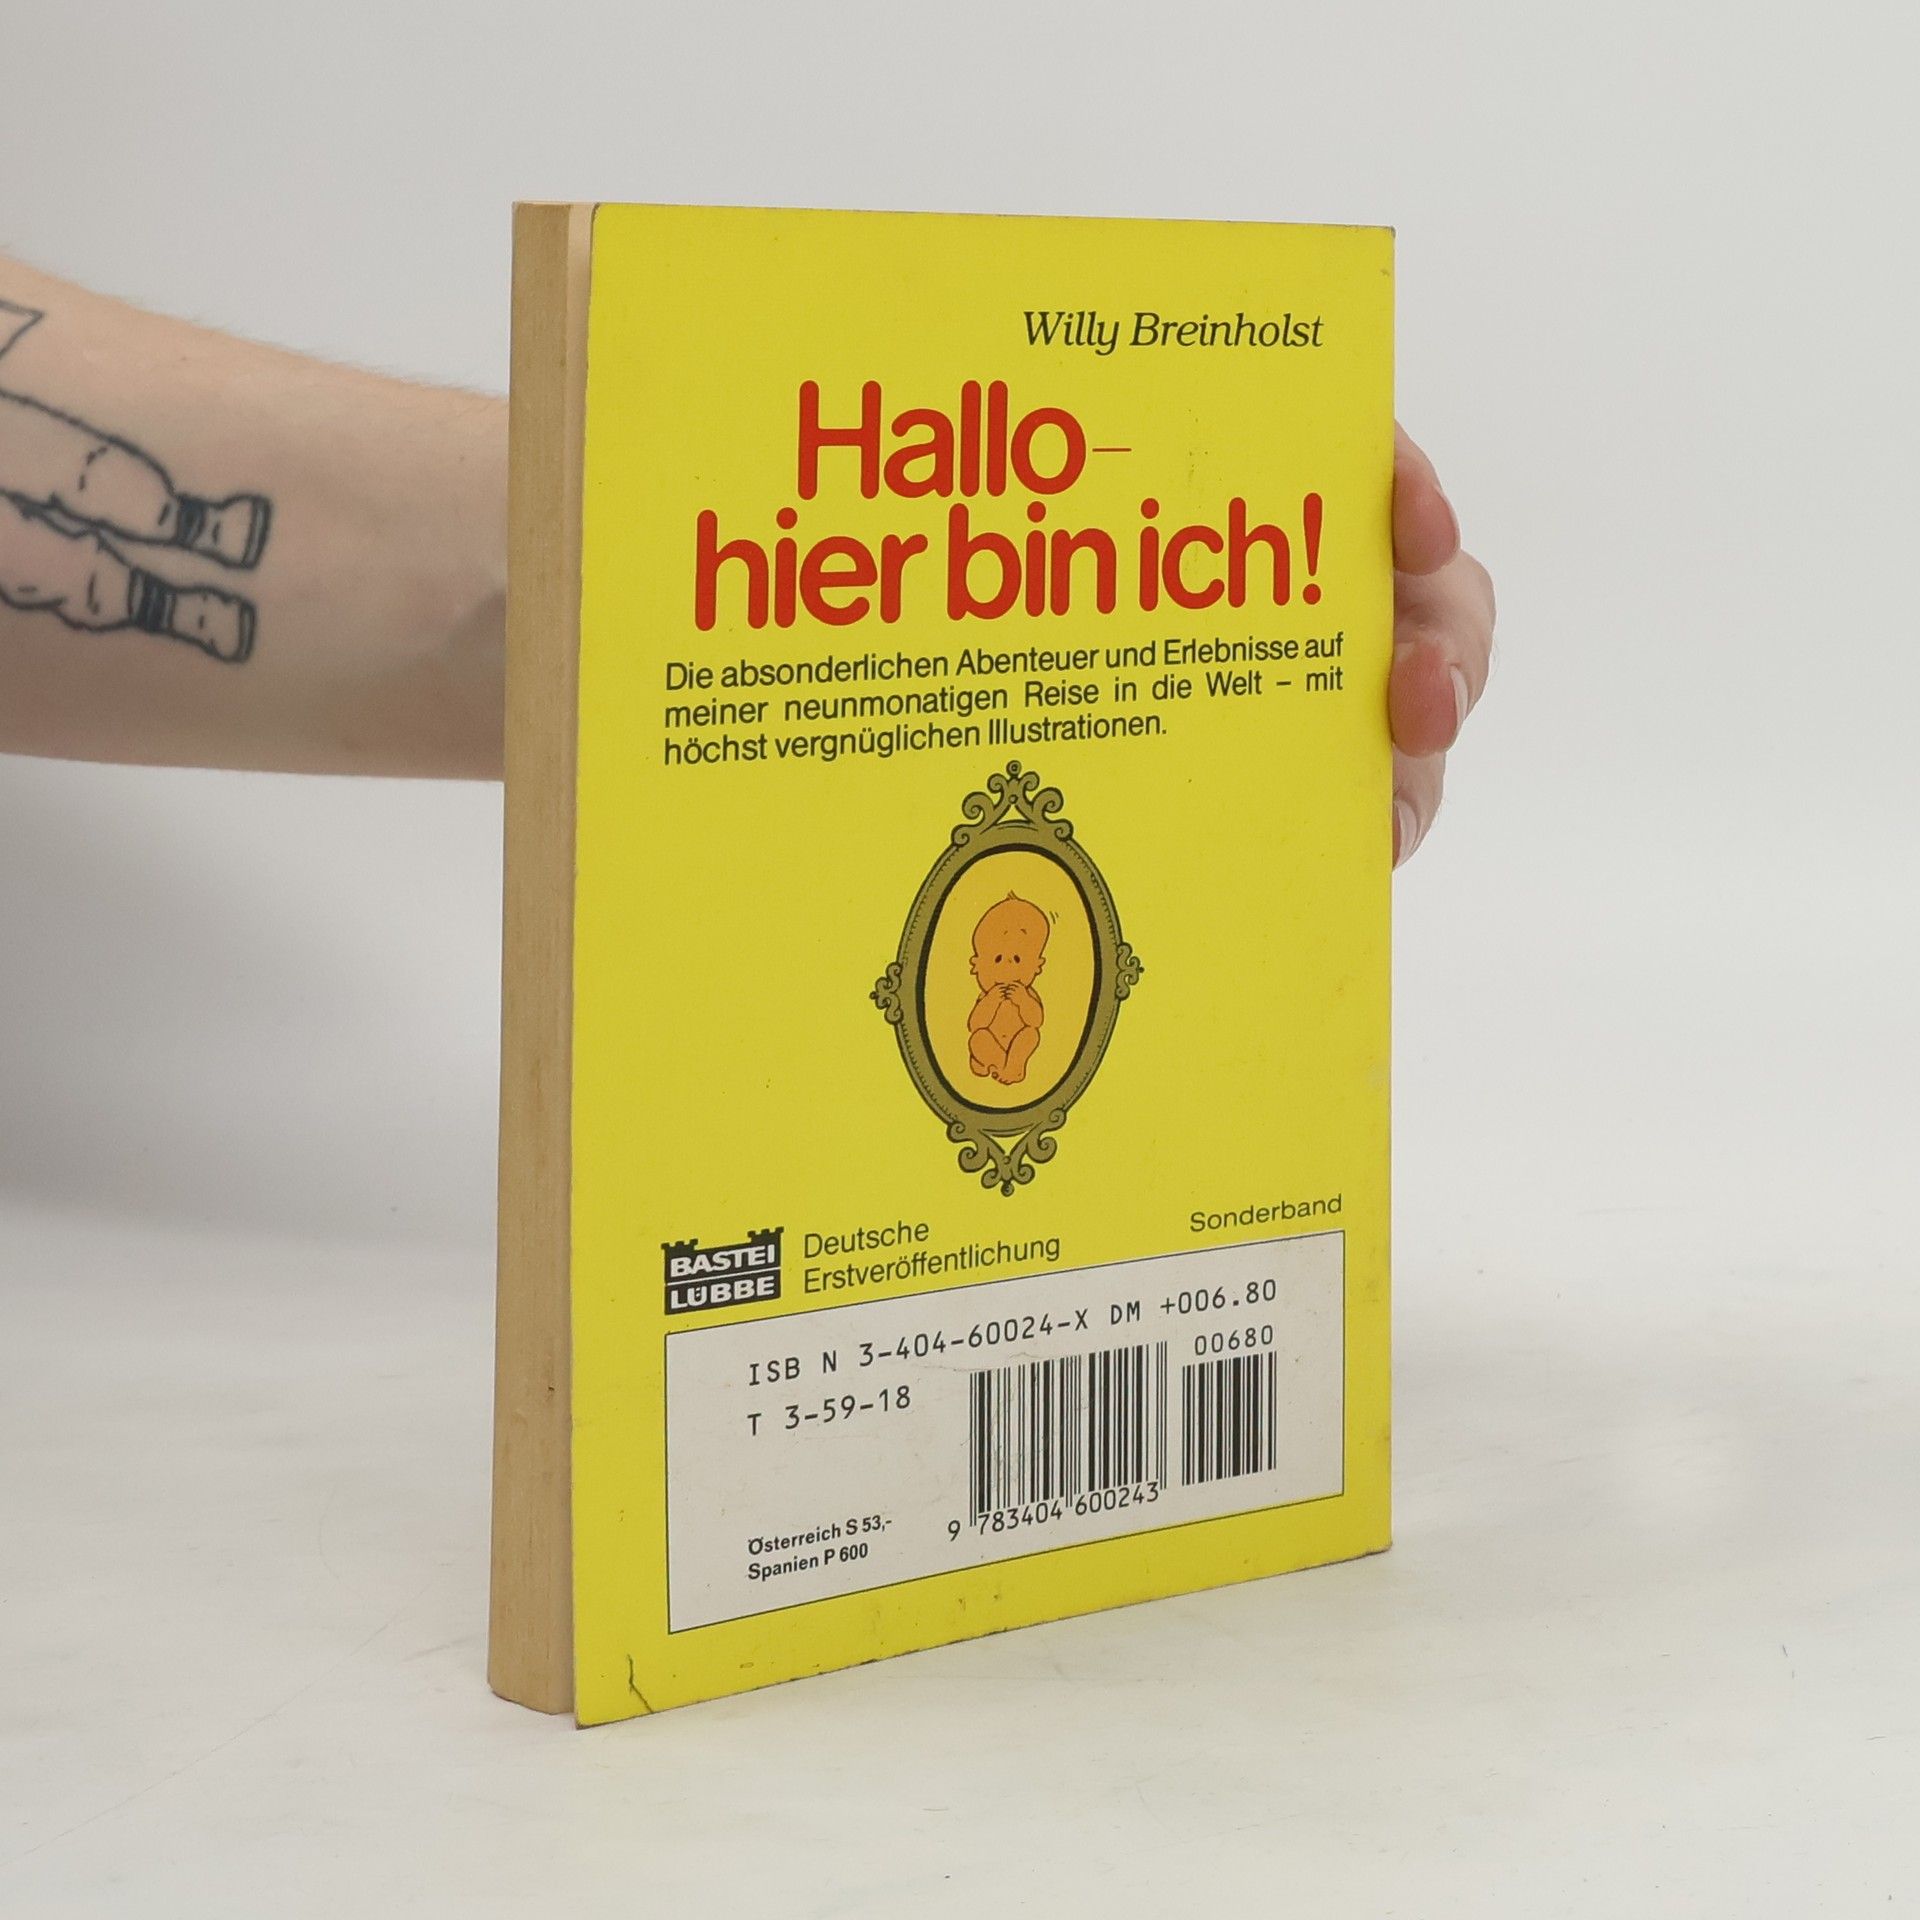 Willy Breinholst
Hallo–
hier bin ich!
Die absonderlichen Abenteuer und Erlebnisse auf
meiner neunmonatigen Reise in die Welt – mit
höchst vergnüglichen Illustrationen.
BASTEI
LÜBBE
Deutsche
Erstveröffentlichung
Sonderband
ISB N 3-404-60024-X DM +006.80
T 3-59-18
00680
9 783404 600243
Österreich S 53,-
Spanien P 600